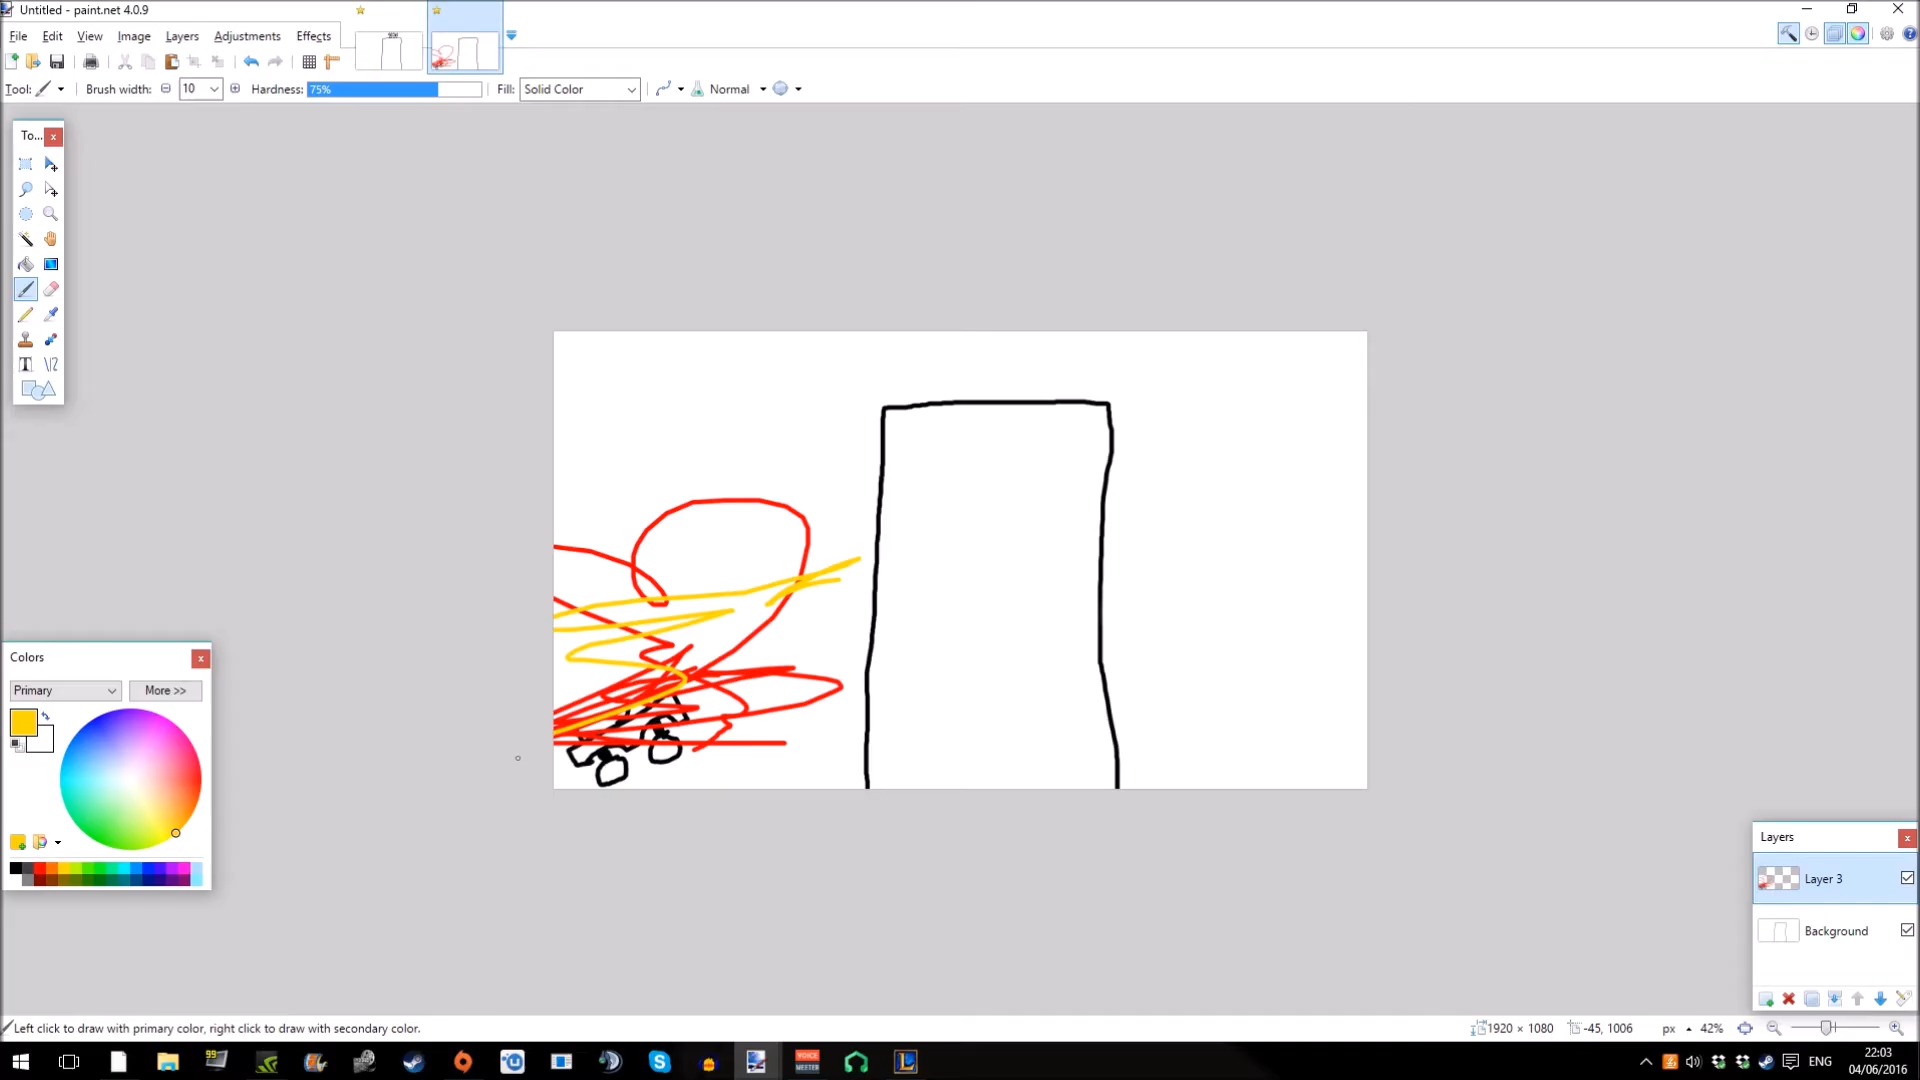 Untitled - paint.net 4.0.9
File Edit View Image Layers Adjustments Effects
Tool: Brush width: 10 Hardness: 75% Fill: Solid Color Normal
To...
Colors
Primary More >>
Layers
Layer 3
Background
Left click to draw with primary color, right click to draw with secondary color.
1920 × 1080 -45, 1006 px 42%
99
VOICE
MEETER
ENG
22:03
04/06/2016